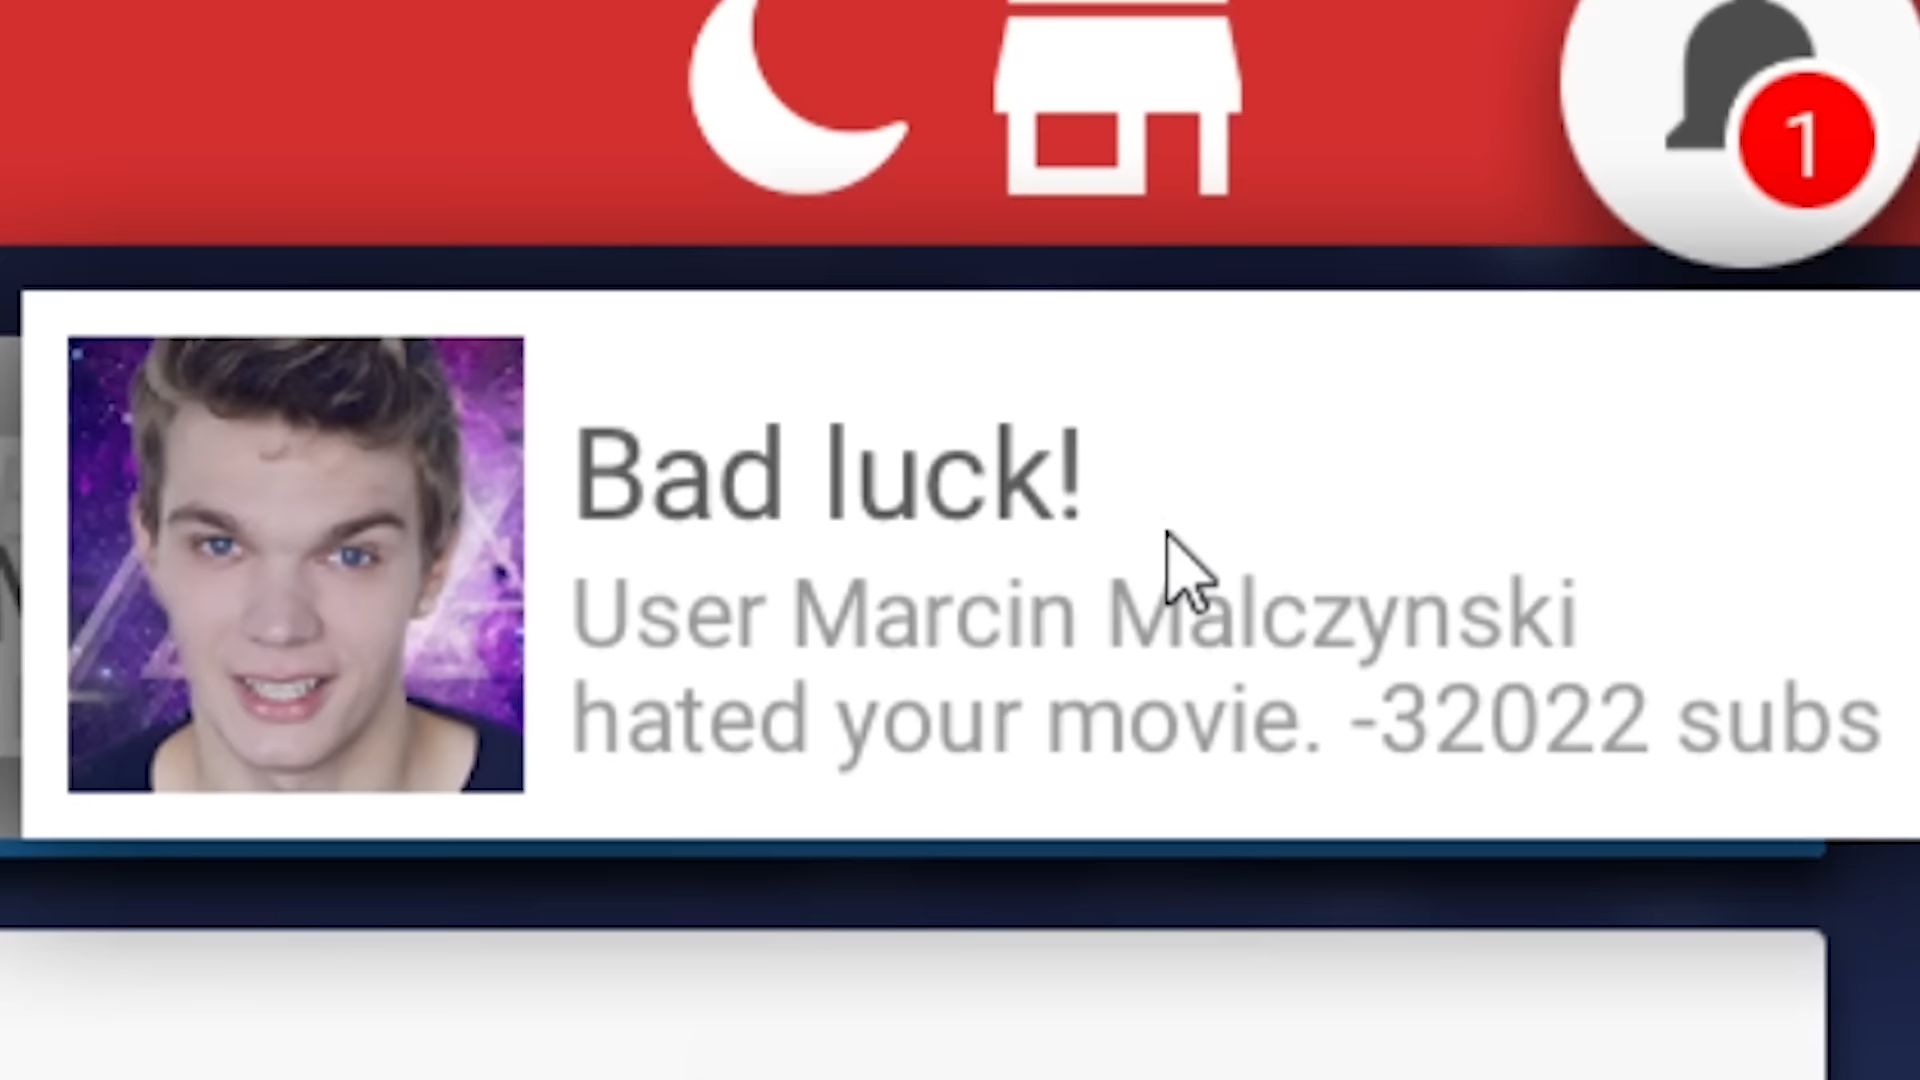 1
Bad luck!
User Marcin Malczynski
hated your movie. -32022 subs